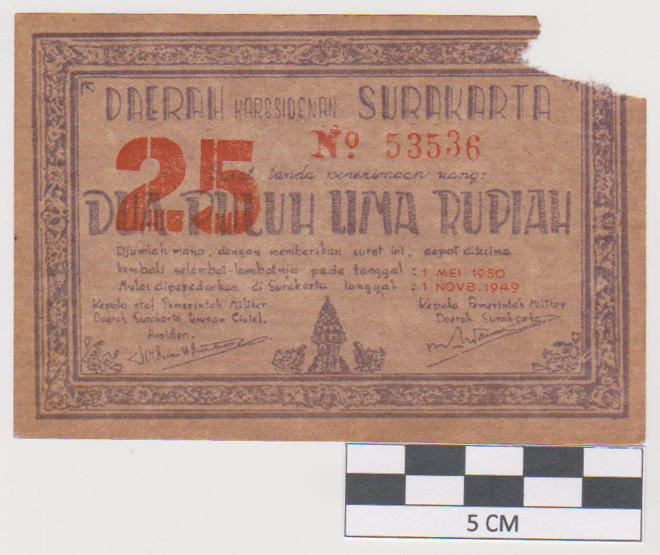 DAERAH KARESIDENAN SURAKARTA
25
No 53536
tanda penerimaan uang:
DUA PULUH LIMA RUPIAH
Djumlah mana, dengan memberikan surat ini, dapat diterima
kembali selambat-lambatnja pada tanggal : 1 MEI 1950
Mulai diperedarkan di Surakarta tanggal : 1 NOVB. 1949
Kepala Staf Pemerintah Militer
Daerah Surakarta Urusan Civiel.
Residen.
Kepala Pemerintah Militer
Daerah Surakarta
5 CM